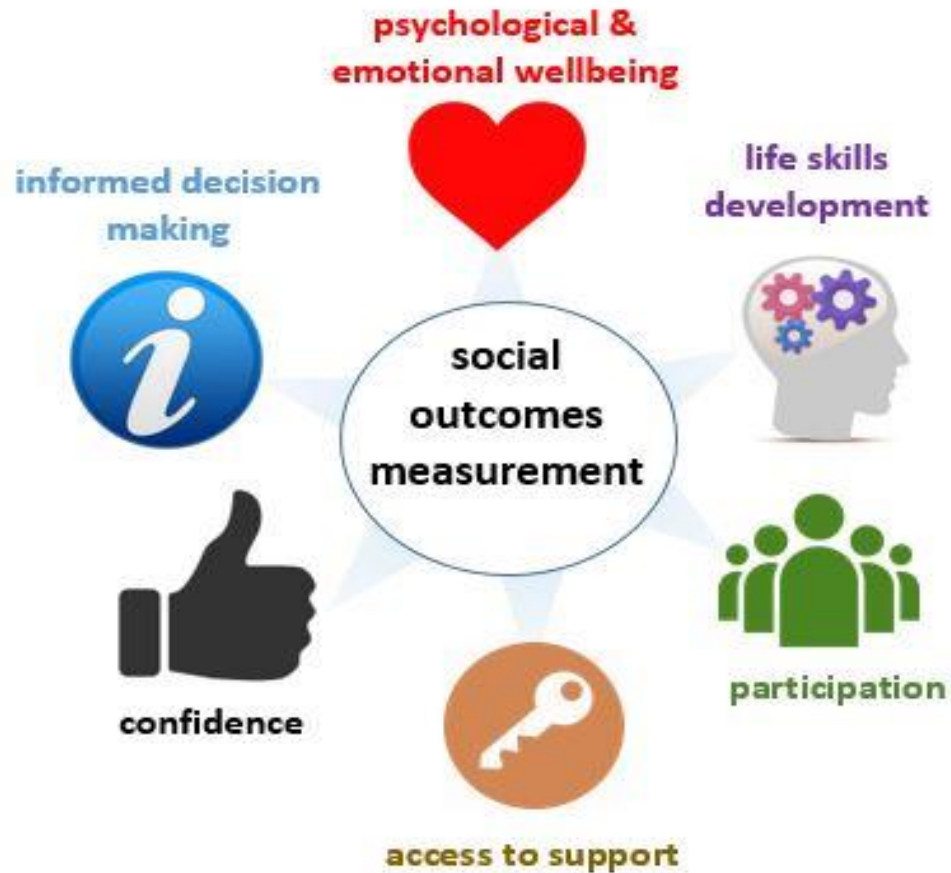 psychological &
emotional wellbeing
informed decision
making
life skills
development
social
outcomes
measurement
confidence
participation
access to support